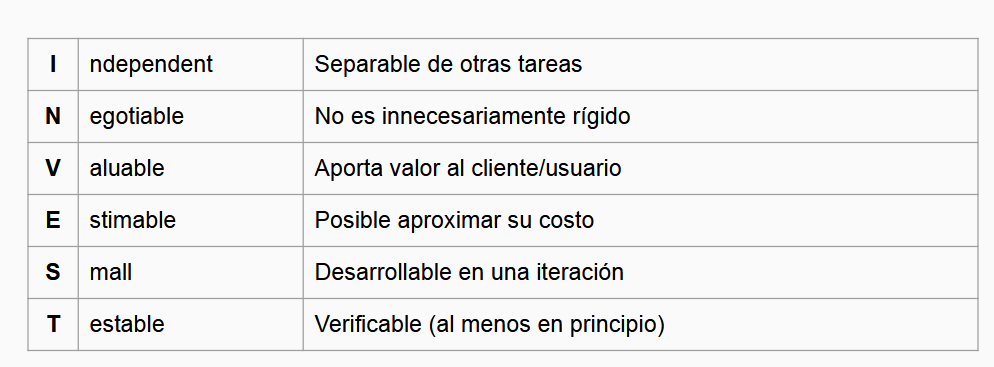 I ndependent Separable de otras tareas
N egotiable No es innecesariamente rígido
V aluable Aporta valor al cliente/usuario
E stimable Posible aproximar su costo
S mall Desarrollable en una iteración
T estable Verificable (al menos en principio)